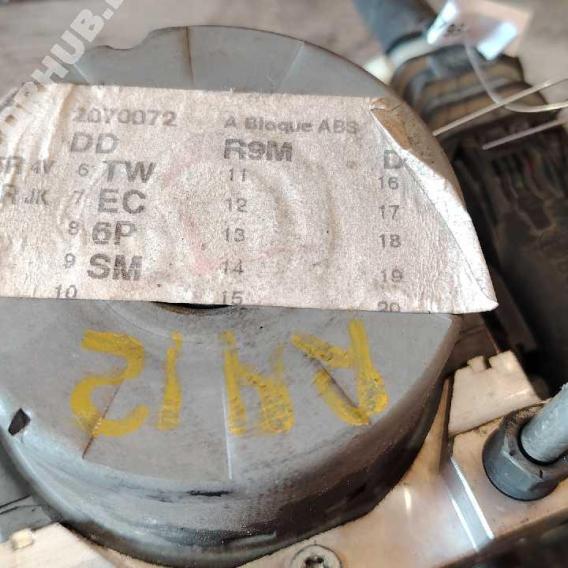 2070072 A Bloque ABS
DD R9M D
4V 6 TW 11 16
JK 7 EC 12 17
8 6P 13 18
9 SM 14 19
10 15 20